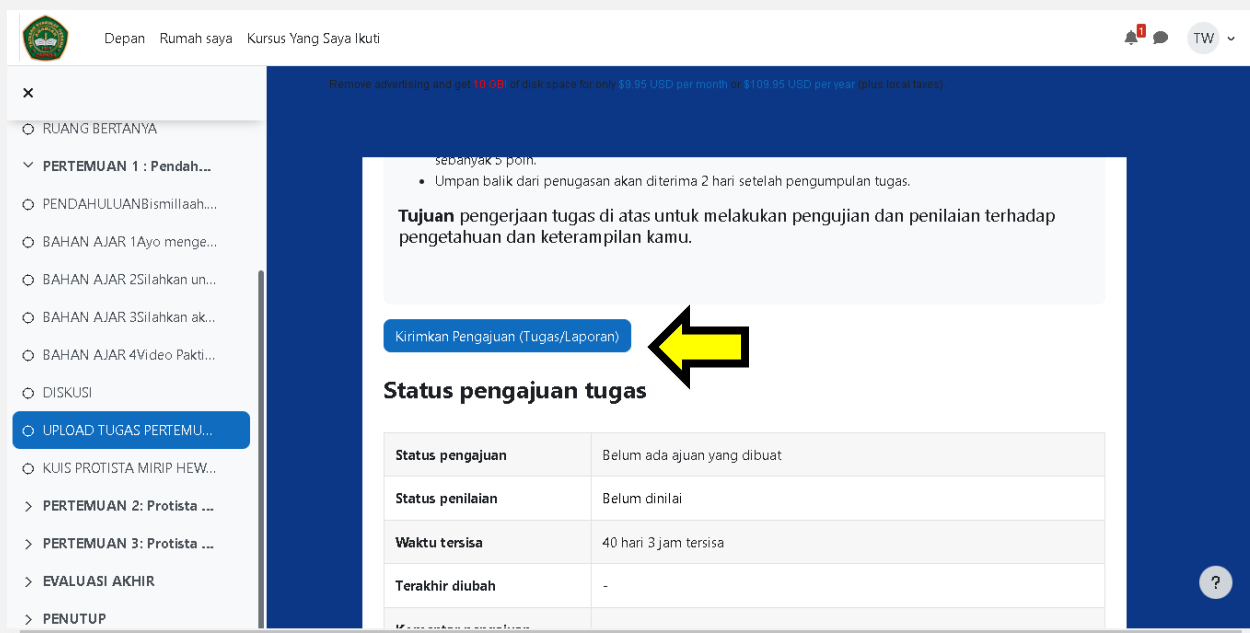 Depan Rumah saya Kursus Yang Saya Ikuti
1
TW
Remove advertising and get 10 GB! of disk space for only $9.95 USD per month or $109.95 USD per year (plus local taxes)
RUANG BERTANYA
PERTEMUAN 1 : Pendah...
PENDAHULUANBismillaah....
BAHAN AJAR 1Ayo menge...
BAHAN AJAR 2Silahkan un...
BAHAN AJAR 3Silahkan ak...
BAHAN AJAR 4Video Pakti...
DISKUSI
UPLOAD TUGAS PERTEMU...
KUIS PROTISTA MIRIP HEW...
PERTEMUAN 2: Protista ...
PERTEMUAN 3: Protista ...
EVALUASI AKHIR
PENUTUP
sebanyak 5 poin.
• Umpan balik dari penugasan akan diterima 2 hari setelah pengumpulan tugas.
Tujuan pengerjaan tugas di atas untuk melakukan pengujian dan penilaian terhadap
pengetahuan dan keterampilan kamu.
Kirimkan Pengajuan (Tugas/Laporan)
Status pengajuan tugas
Status pengajuan Belum ada ajuan yang dibuat
Status penilaian Belum dinilai
Waktu tersisa 40 hari 3 jam tersisa
Terakhir diubah -
Komentar pengajuan
?